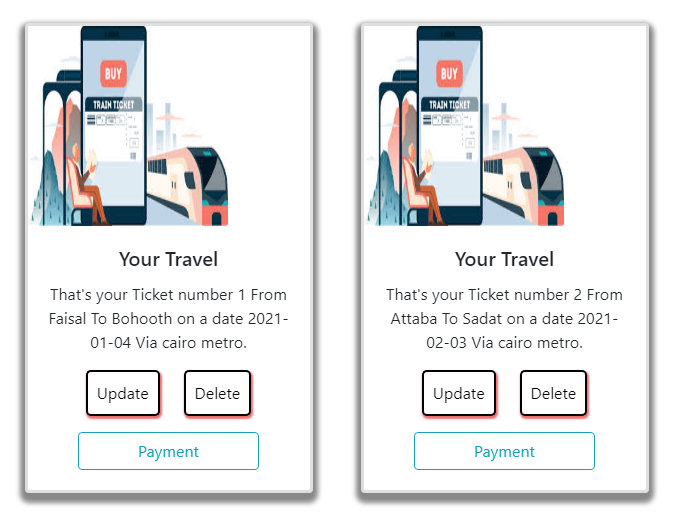 BUY
TRAIN TICKET
Your Travel
That's your Ticket number 1 From
Faisal To Bohooth on a date 2021-
01-04 Via cairo metro.
Update Delete
Payment
BUY
TRAIN TICKET
Your Travel
That's your Ticket number 2 From
Attaba To Sadat on a date 2021-
02-03 Via cairo metro.
Update Delete
Payment